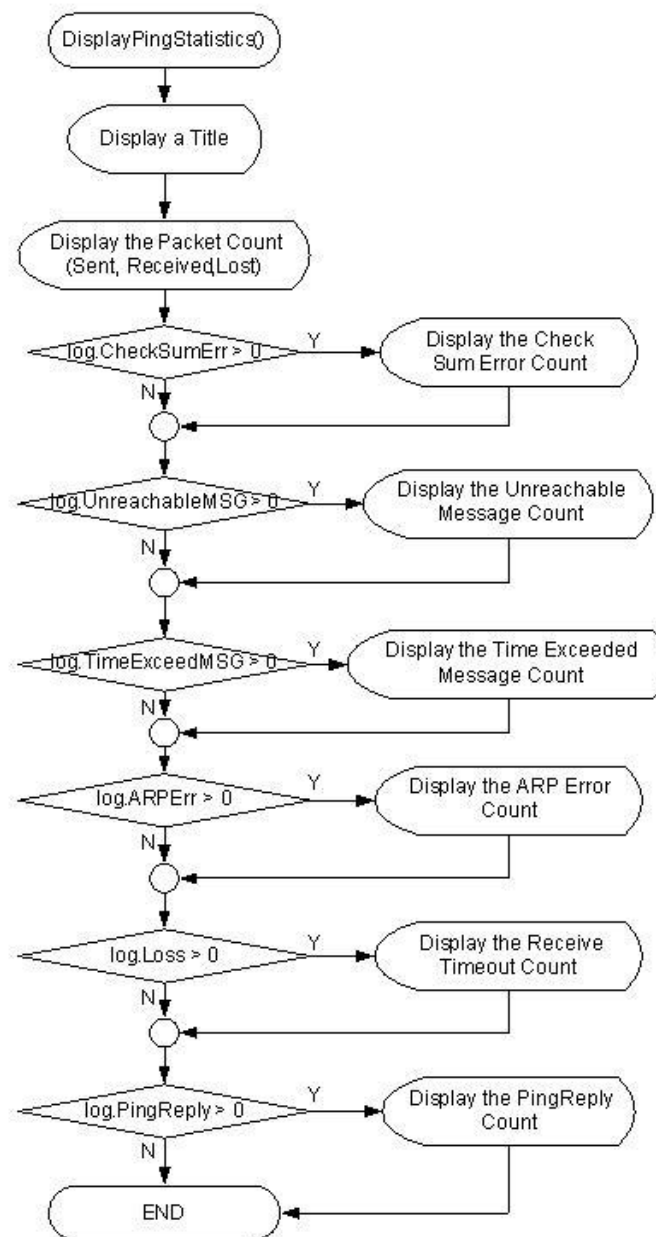 DisplayPingStatistics()
Display a Title
Display the Packet Count
(Sent, Received,Lost)
log.CheckSumErr > 0
Y
Display the Check
Sum Error Count
N
log.UnreachableMSG > 0
Y
Display the Unreachable
Message Count
N
log.TimeExceedMSG > 0
Y
Display the Time Exceeded
Message Count
N
log.ARPErr > 0
Y
Display the ARP Error
Count
N
log.Loss > 0
Y
Display the Receive
Timeout Count
N
log.PingReply > 0
Y
Display the PingReply
Count
N
END